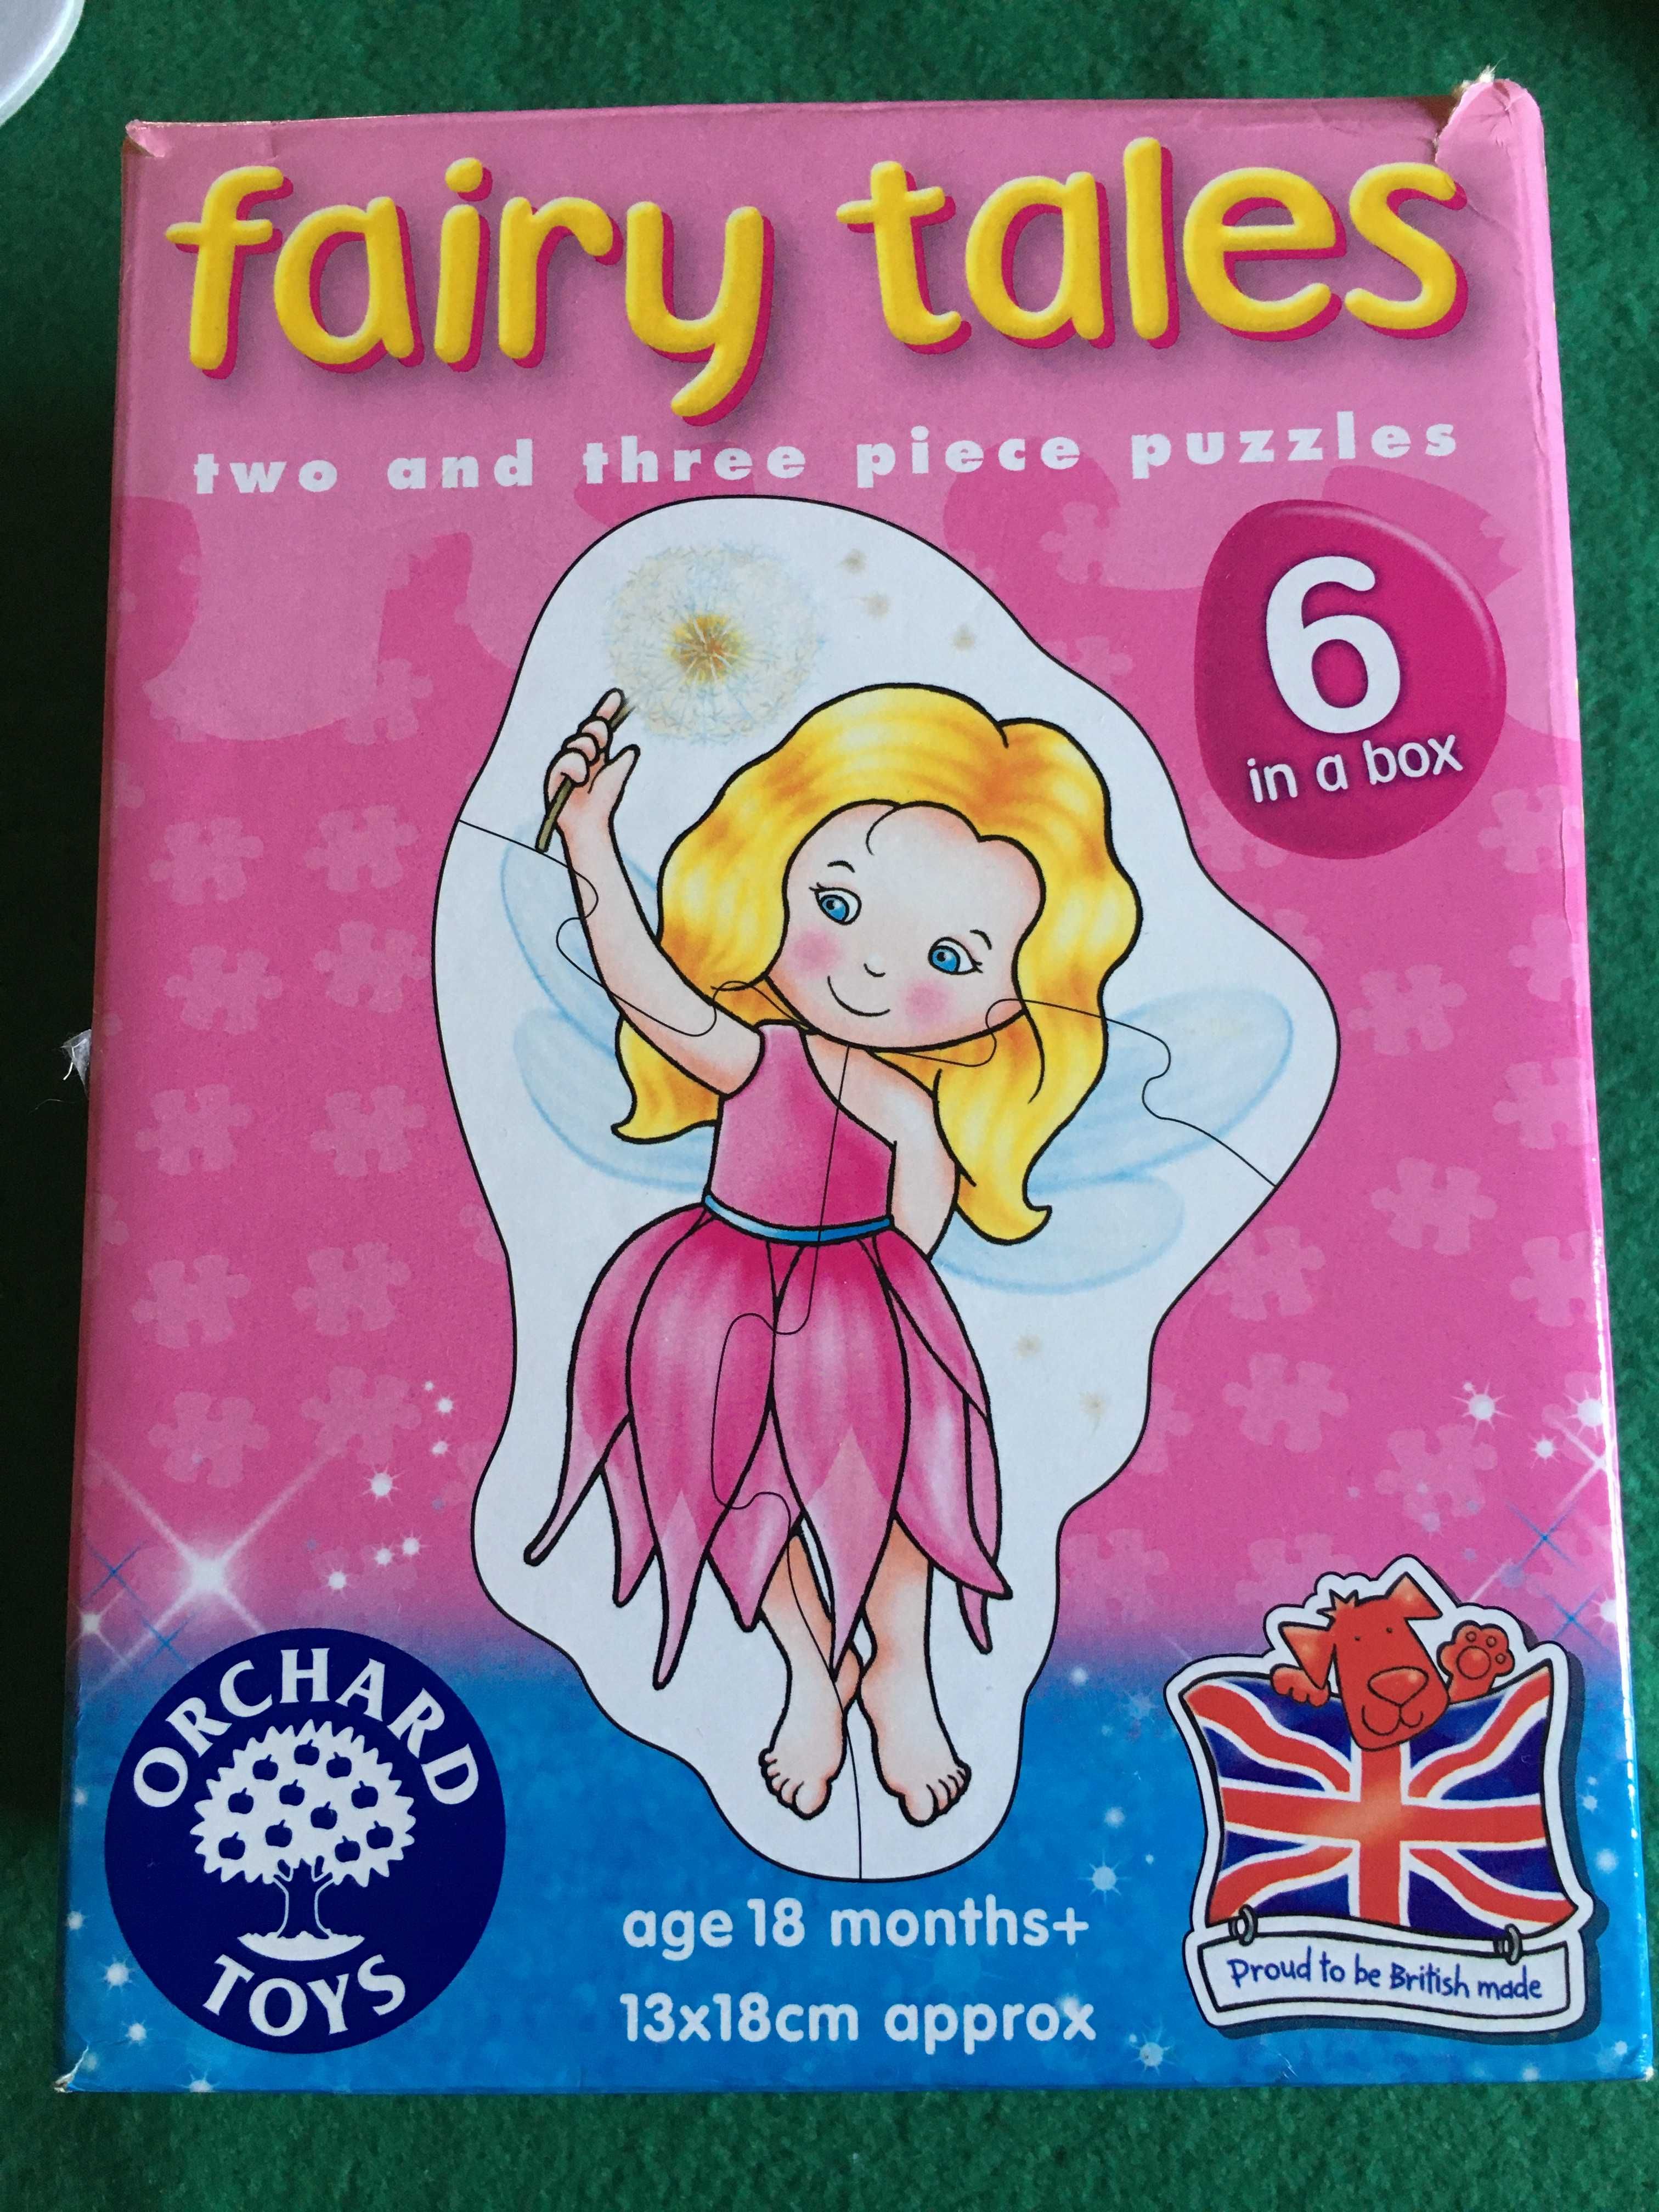 fairy tales
two and three piece puzzles
6
in a box
ORCHARD
TOYS
age 18 months+
13x18cm approx
Proud to be British made